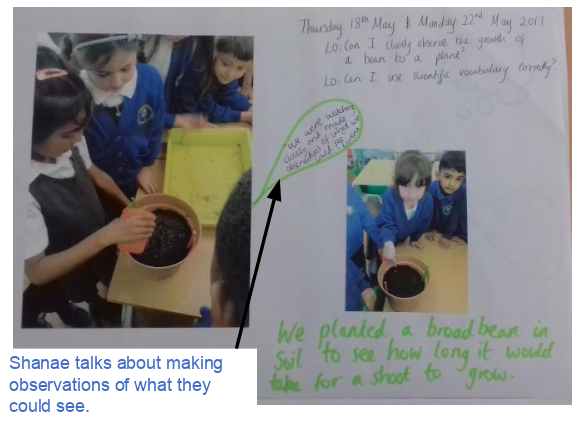 Thursday 18th May & Monday 22nd May 2017
LO: Can I closely observe the growth of
a bean to a plant?
LO: Can I use scientific vocabulary correctly?
We were watching
closely and made
observations of what we
could see
We planted a broad bean in
Soil to see how long it would
take for a shoot to grow.
Shanae talks about making
observations of what they
could see.